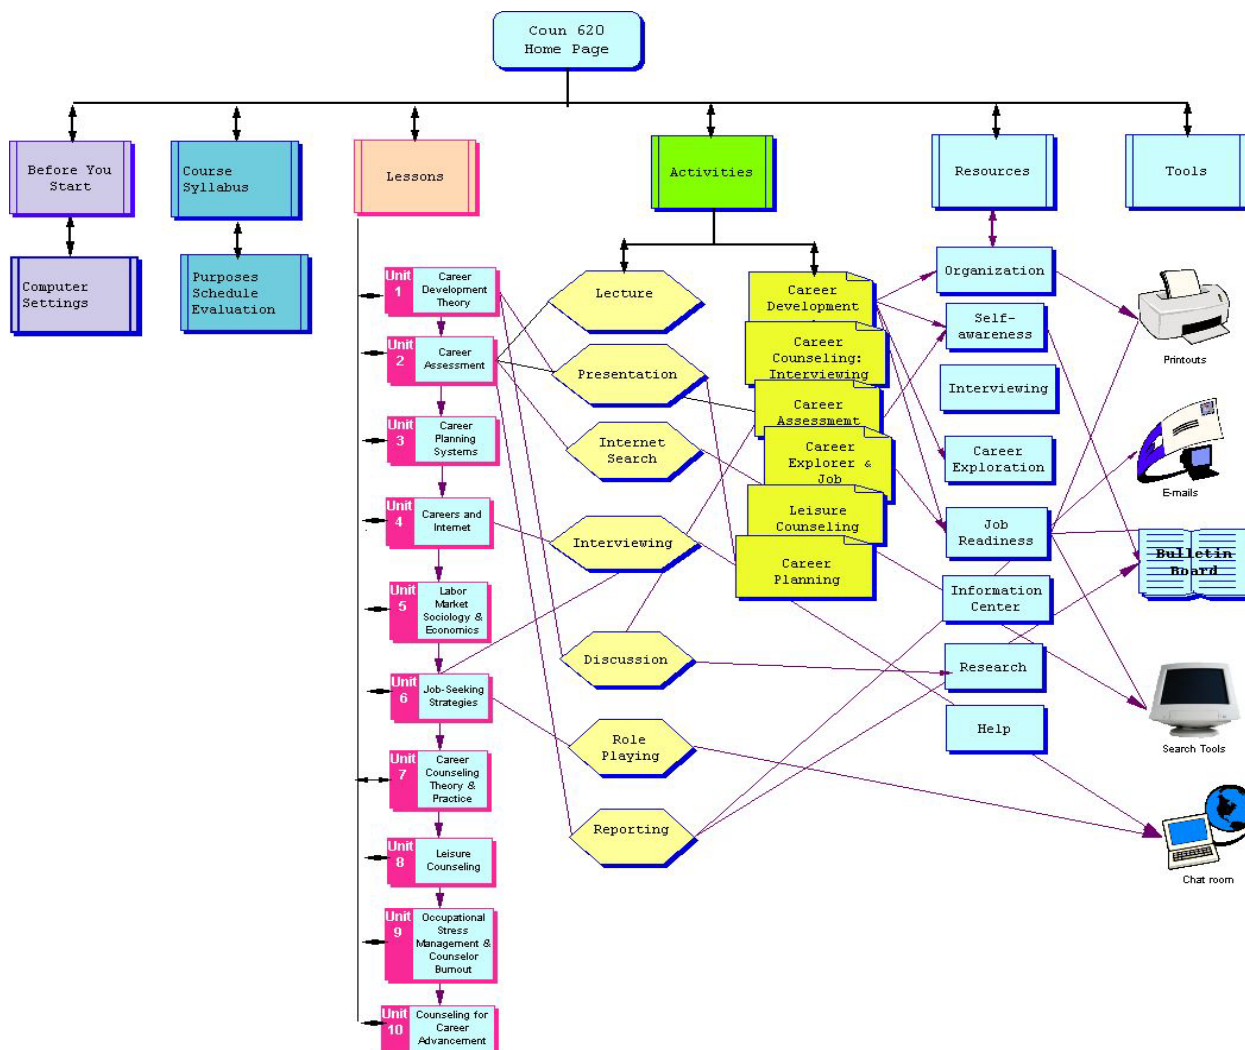 Coun 620
Home Page
Before You
Start
Course
Syllabus
Lessons
Activities
Resources
Tools
Computer
Settings
Purposes
Schedule
Evaluation
Unit
1
Career
Development
Theory
Unit
2
Career
Assessment
Unit
3
Career
Planning
Systems
Unit
4
Careers and
Internet
Unit
5
Labor
Market
Sociology &
Economics
Unit
6
Job-Seeking
Strategies
Unit
7
Career
Counseling
Theory &
Practice
Unit
8
Leisure
Counseling
Unit
9
Occupational
Stress
Management &
Counselor
Burnout
Unit
10
Counseling for
Career
Advancement
Lecture
Presentation
Internet
Search
Interviewing
Discussion
Role
Playing
Reporting
Career
Development
Career
Counseling:
Interviewing
Career
Assessmemt
Career
Explorer &
Job
Leisure
Counseling
Career
Planning
Organization
Self-
awareness
Interviewing
Career
Exploration
Job
Readiness
Information
Center
Research
Help
Printouts
E-mails
Bulletin
Board
Search Tools
Chat room